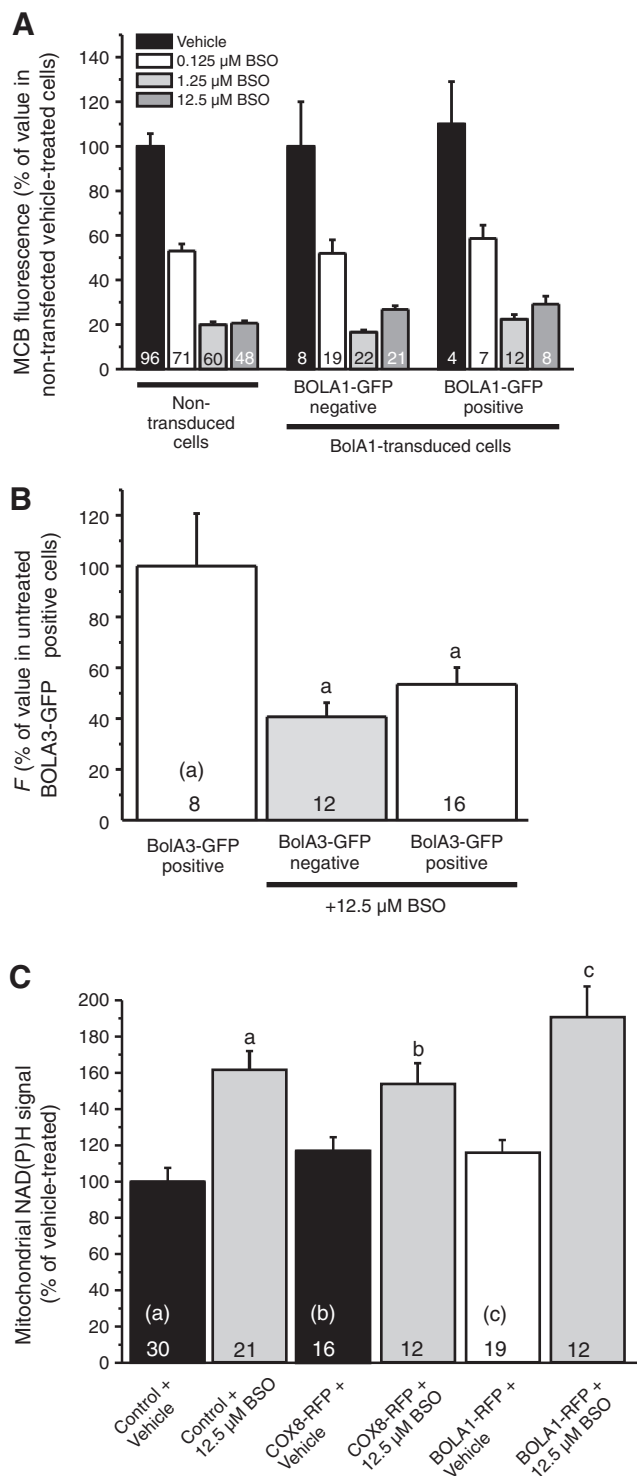 A
Vehicle
0.125 µM BSO
1.25 µM BSO
12.5 µM BSO
MCB fluorescence (% of value in
non-transfected vehicle-treated cells)
140
120
100
80
60
40
20
0
96 71 60 48 8 19 22 21 4 7 12 8
Non-
transduced
cells
BOLA1-GFP
negative
BOLA1-GFP
positive
BolA1-transduced cells
B
F (% of value in untreated
BOLA3-GFP positive cells)
120
100
80
60
40
20
0
a
a
(a)
8 12 16
BolA3-GFP
positive
BolA3-GFP
negative
BolA3-GFP
positive
+12.5 µM BSO
C
Mitochondrial NAD(P)H signal
(% of vehicle-treated)
200
180
160
140
120
100
80
60
40
20
0
a
b
c
(a) (b) (c)
30 21 16 12 19 12
Control +
Vehicle
Control +
12.5 µM BSO
COX8-RFP +
Vehicle
COX8-RFP +
12.5 µM BSO
BOLA1-RFP +
Vehicle
BOLA1-RFP +
12.5 µM BSO